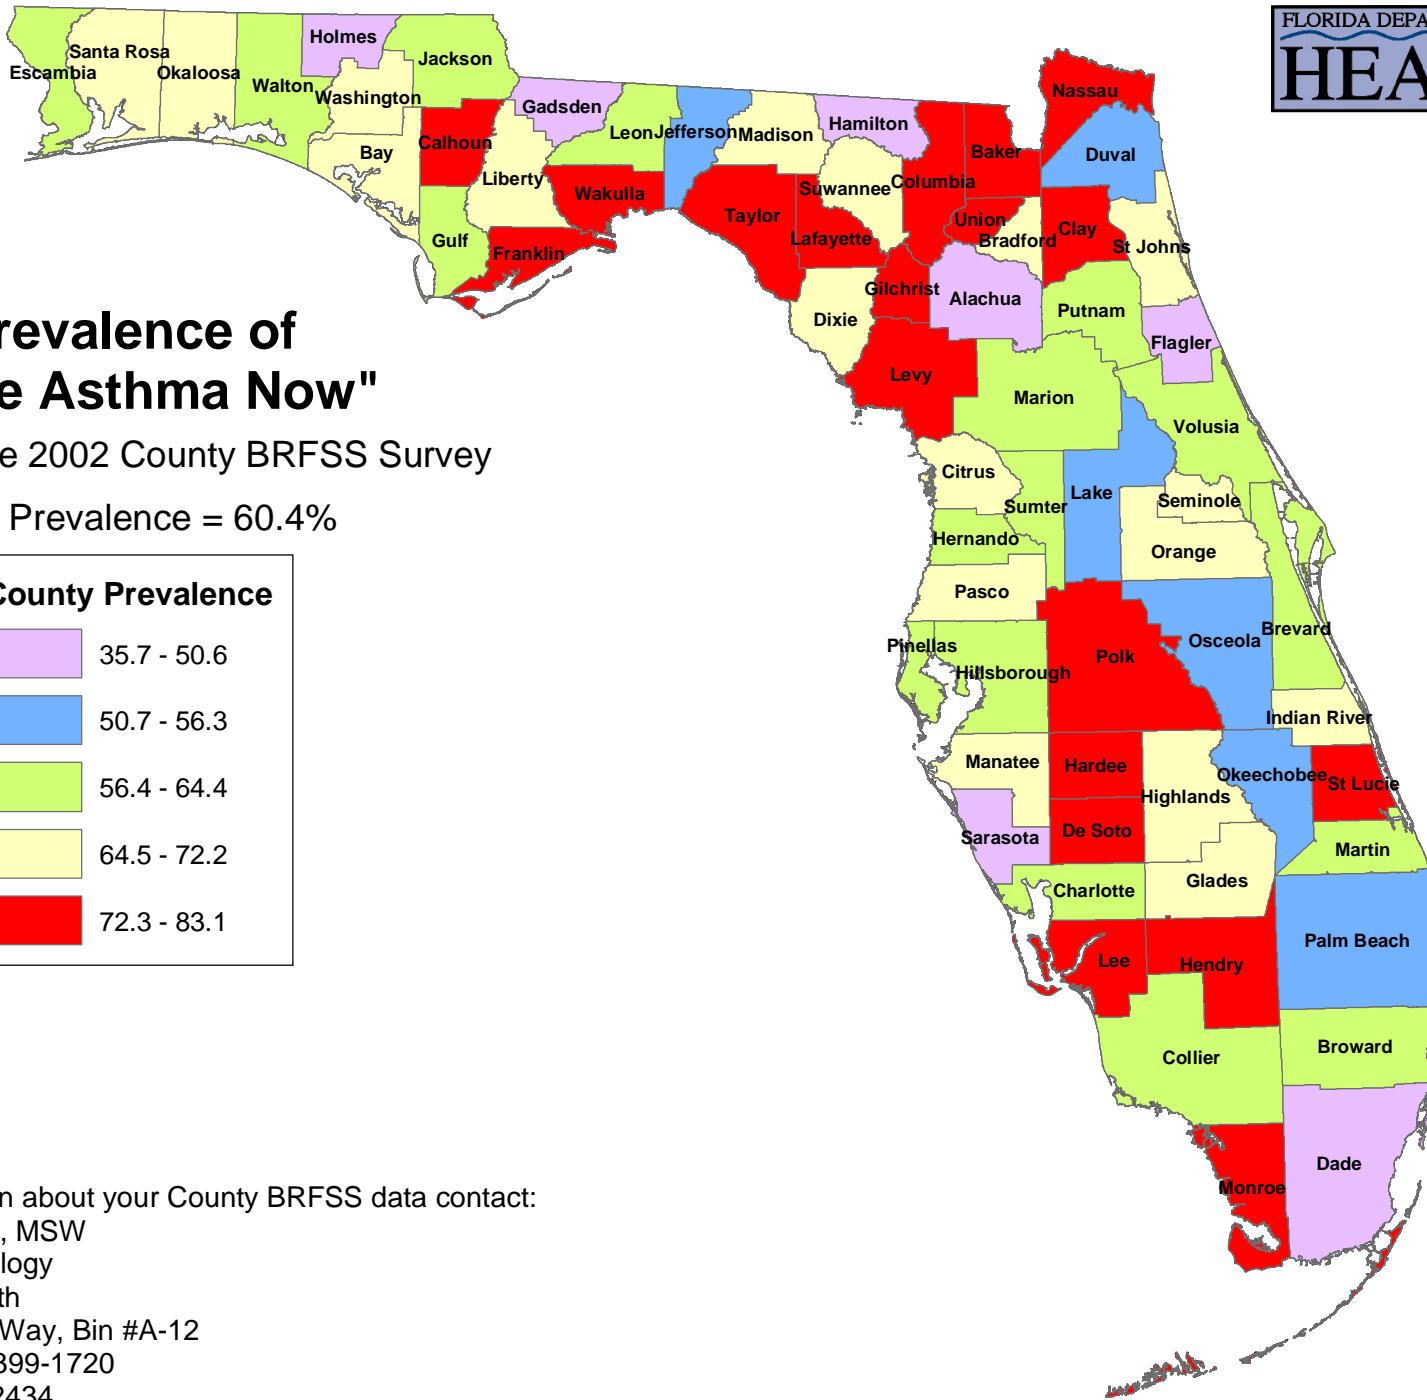 FLORIDA DEPA
HEA
Holmes
Santa Rosa
Okaloosa
Escambia
Walton
Jackson
Washington
Gadsden
Calhoun
Bay
Leon
Jefferson
Madison
Hamilton
Liberty
Wakulla
Gulf
Franklin
Taylor
Suwannee
Lafayette
Columbia
Baker
Nassau
Duval
Union
Bradford
Clay
St Johns
Gilchrist
Alachua
Putnam
Dixie
Flagler
Levy
Marion
Volusia
Citrus
Lake
Sumter
Seminole
Hernando
Orange
Pasco
Pinellas
Hillsborough
Polk
Osceola
Brevard
Indian River
Manatee
Hardee
Highlands
Okeechobee
St Lucie
Sarasota
De Soto
Martin
Charlotte
Glades
Lee
Hendry
Palm Beach
Collier
Broward
Dade
Monroe
revalence of
e Asthma Now"
e 2002 County BRFSS Survey
Prevalence = 60.4%
County Prevalence
35.7 - 50.6
50.7 - 56.3
56.4 - 64.4
64.5 - 72.2
72.3 - 83.1
n about your County BRFSS data contact:
, MSW
logy
th
Way, Bin #A-12
399-1720
2434